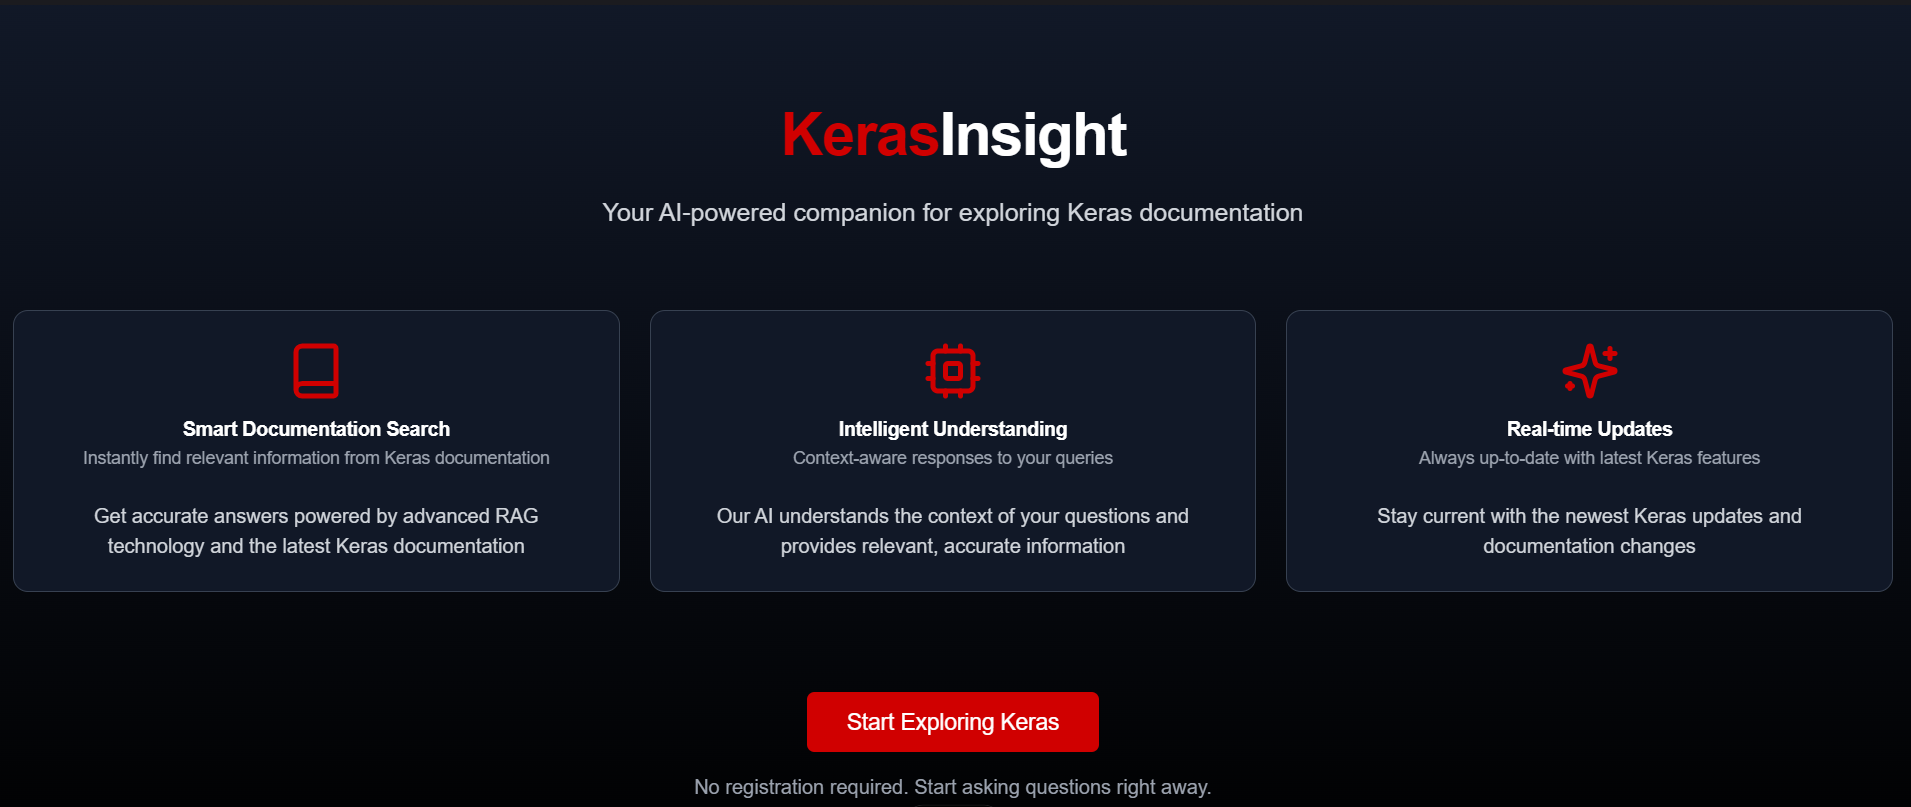 KerasInsight
Your AI-powered companion for exploring Keras documentation
Smart Documentation Search
Instantly find relevant information from Keras documentation
Get accurate answers powered by advanced RAG
technology and the latest Keras documentation
Intelligent Understanding
Context-aware responses to your queries
Our AI understands the context of your questions and
provides relevant, accurate information
Real-time Updates
Always up-to-date with latest Keras features
Stay current with the newest Keras updates and
documentation changes
Start Exploring Keras
No registration required. Start asking questions right away.